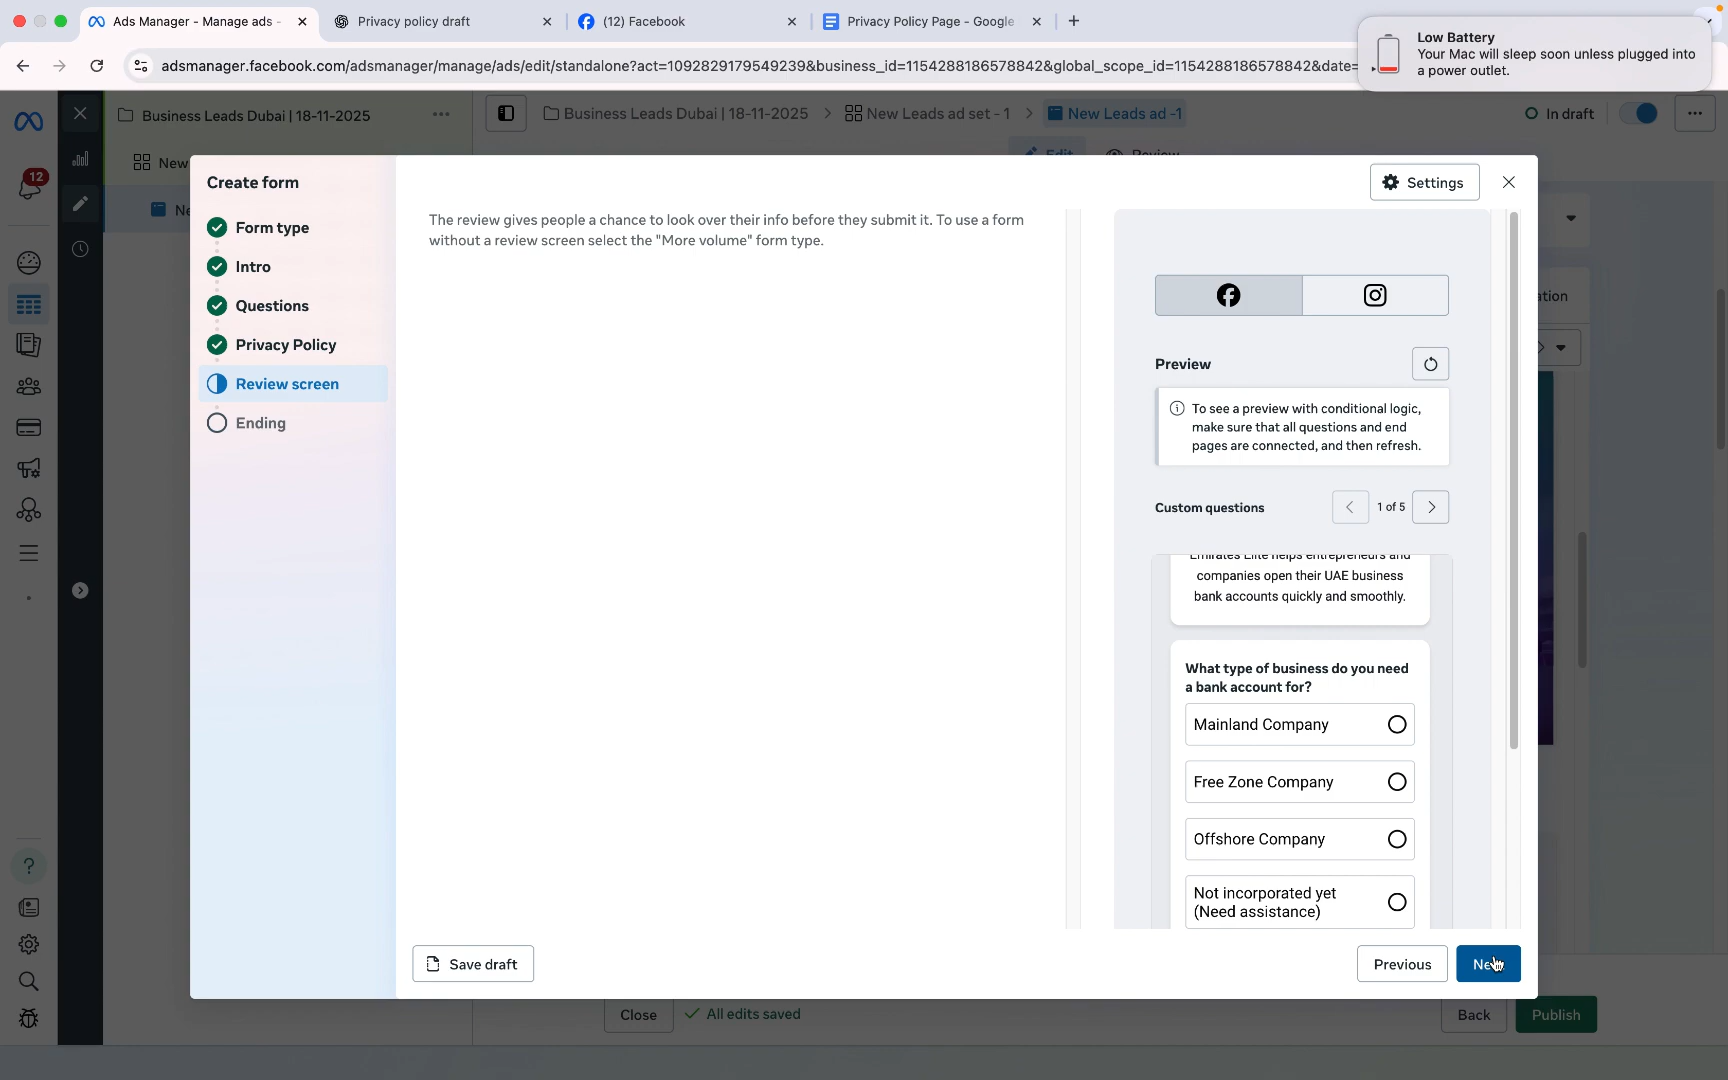 Ads Manager - Manage ads -
Privacy policy draft
(12) Facebook
Privacy Policy Page - Google
Low Battery
Your Mac will sleep soon unless plugged into
a power outlet.
adsmanager.facebook.com/adsmanager/manage/ads/edit/standalone?act=1092829179549239&business_id=1154288186578842&global_scope_id=1154288186578842&date=
Business Leads Dubai | 18-11-2025
Business Leads Dubai | 18-11-2025
New Leads ad set - 1
New Leads ad -1
In draft
12
New
Edit
Review
Create form
Settings
Form type
Intro
Questions
Privacy Policy
Review screen
Ending
The review gives people a chance to look over their info before they submit it. To use a form
without a review screen select the "More volume" form type.
Preview
To see a preview with conditional logic,
make sure that all questions and end
pages are connected, and then refresh.
Custom questions
1 of 5
Emirates Elite helps entrepreneurs and
companies open their UAE business
bank accounts quickly and smoothly.
What type of business do you need
a bank account for?
Mainland Company
Free Zone Company
Offshore Company
Not incorporated yet
(Need assistance)
Save draft
Previous
Close
All edits saved
Back
Publish